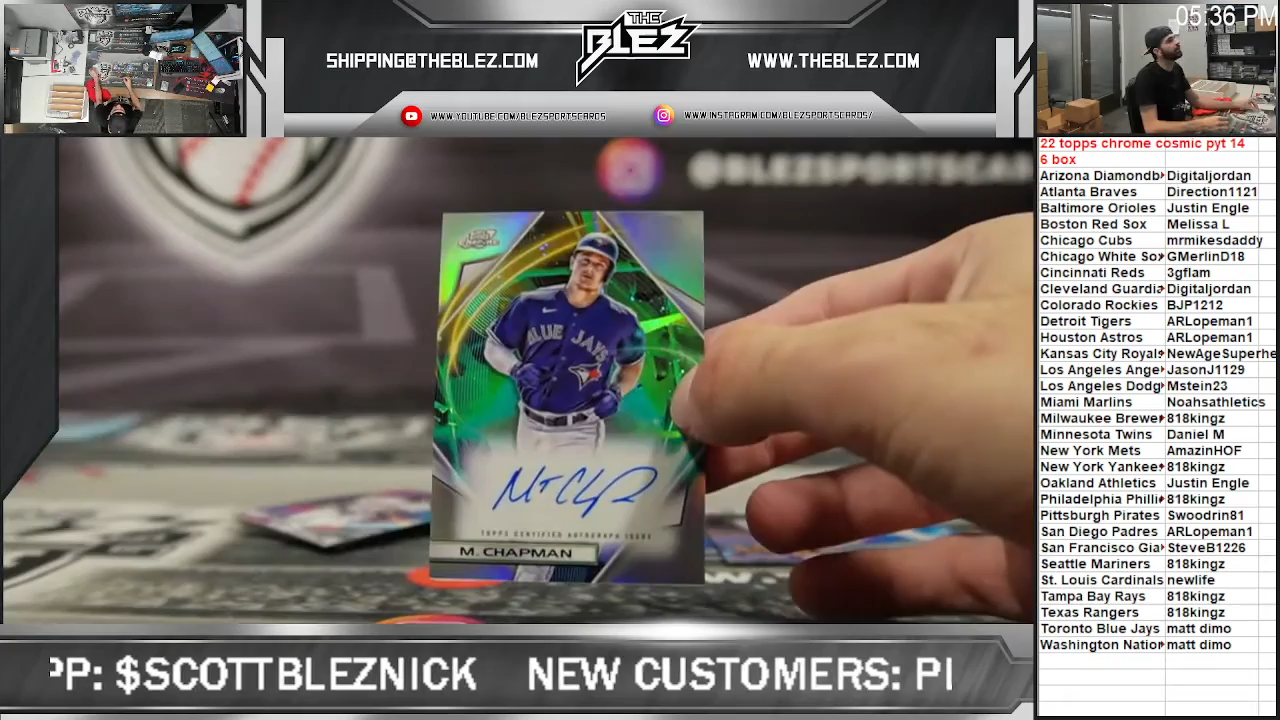 05:36 PM
THE
BLEZ
SHIPPING@THEBLEZ.COM
WWW.THEBLEZ.COM
WWW.YOUTUBE.COM/BLEZSPORTSCARDS
WWW.INSTAGRAM.COM/BLEZSPORTSCARDS/
@BLEZSPORTSCAR
Topps
Chrome
BLUE JAYS
TOPPS CERTIFIED AUTOGRAPH ISSUE
M. CHAPMAN
PP: $SCOTTBLEZNICK NEW CUSTOMERS: PI
22 topps chrome cosmic pyt 14
6 box
Arizona Diamondb Digitaljordan
Atlanta Braves Direction1121
Baltimore Orioles Justin Engle
Boston Red Sox Melissa L
Chicago Cubs mrmikesdaddy
Chicago White Sox GMerlinD18
Cincinnati Reds 3gflam
Cleveland Guardia Digitaljordan
Colorado Rockies BJP1212
Detroit Tigers ARLopeman1
Houston Astros ARLopeman1
Kansas City Royals NewAgeSuperhe
Los Angeles Ange JasonJ1129
Los Angeles Dodg Mstein23
Miami Marlins Noahsathletics
Milwaukee Brewe 818kingz
Minnesota Twins Daniel M
New York Mets AmazinHOF
New York Yankee 818kingz
Oakland Athletics Justin Engle
Philadelphia Philli 818kingz
Pittsburgh Pirates Swoodrin81
San Diego Padres ARLopeman1
San Francisco Gia SteveB1226
Seattle Mariners 818kingz
St. Louis Cardinals newlife
Tampa Bay Rays 818kingz
Texas Rangers 818kingz
Toronto Blue Jays matt dimo
Washington Nation matt dimo